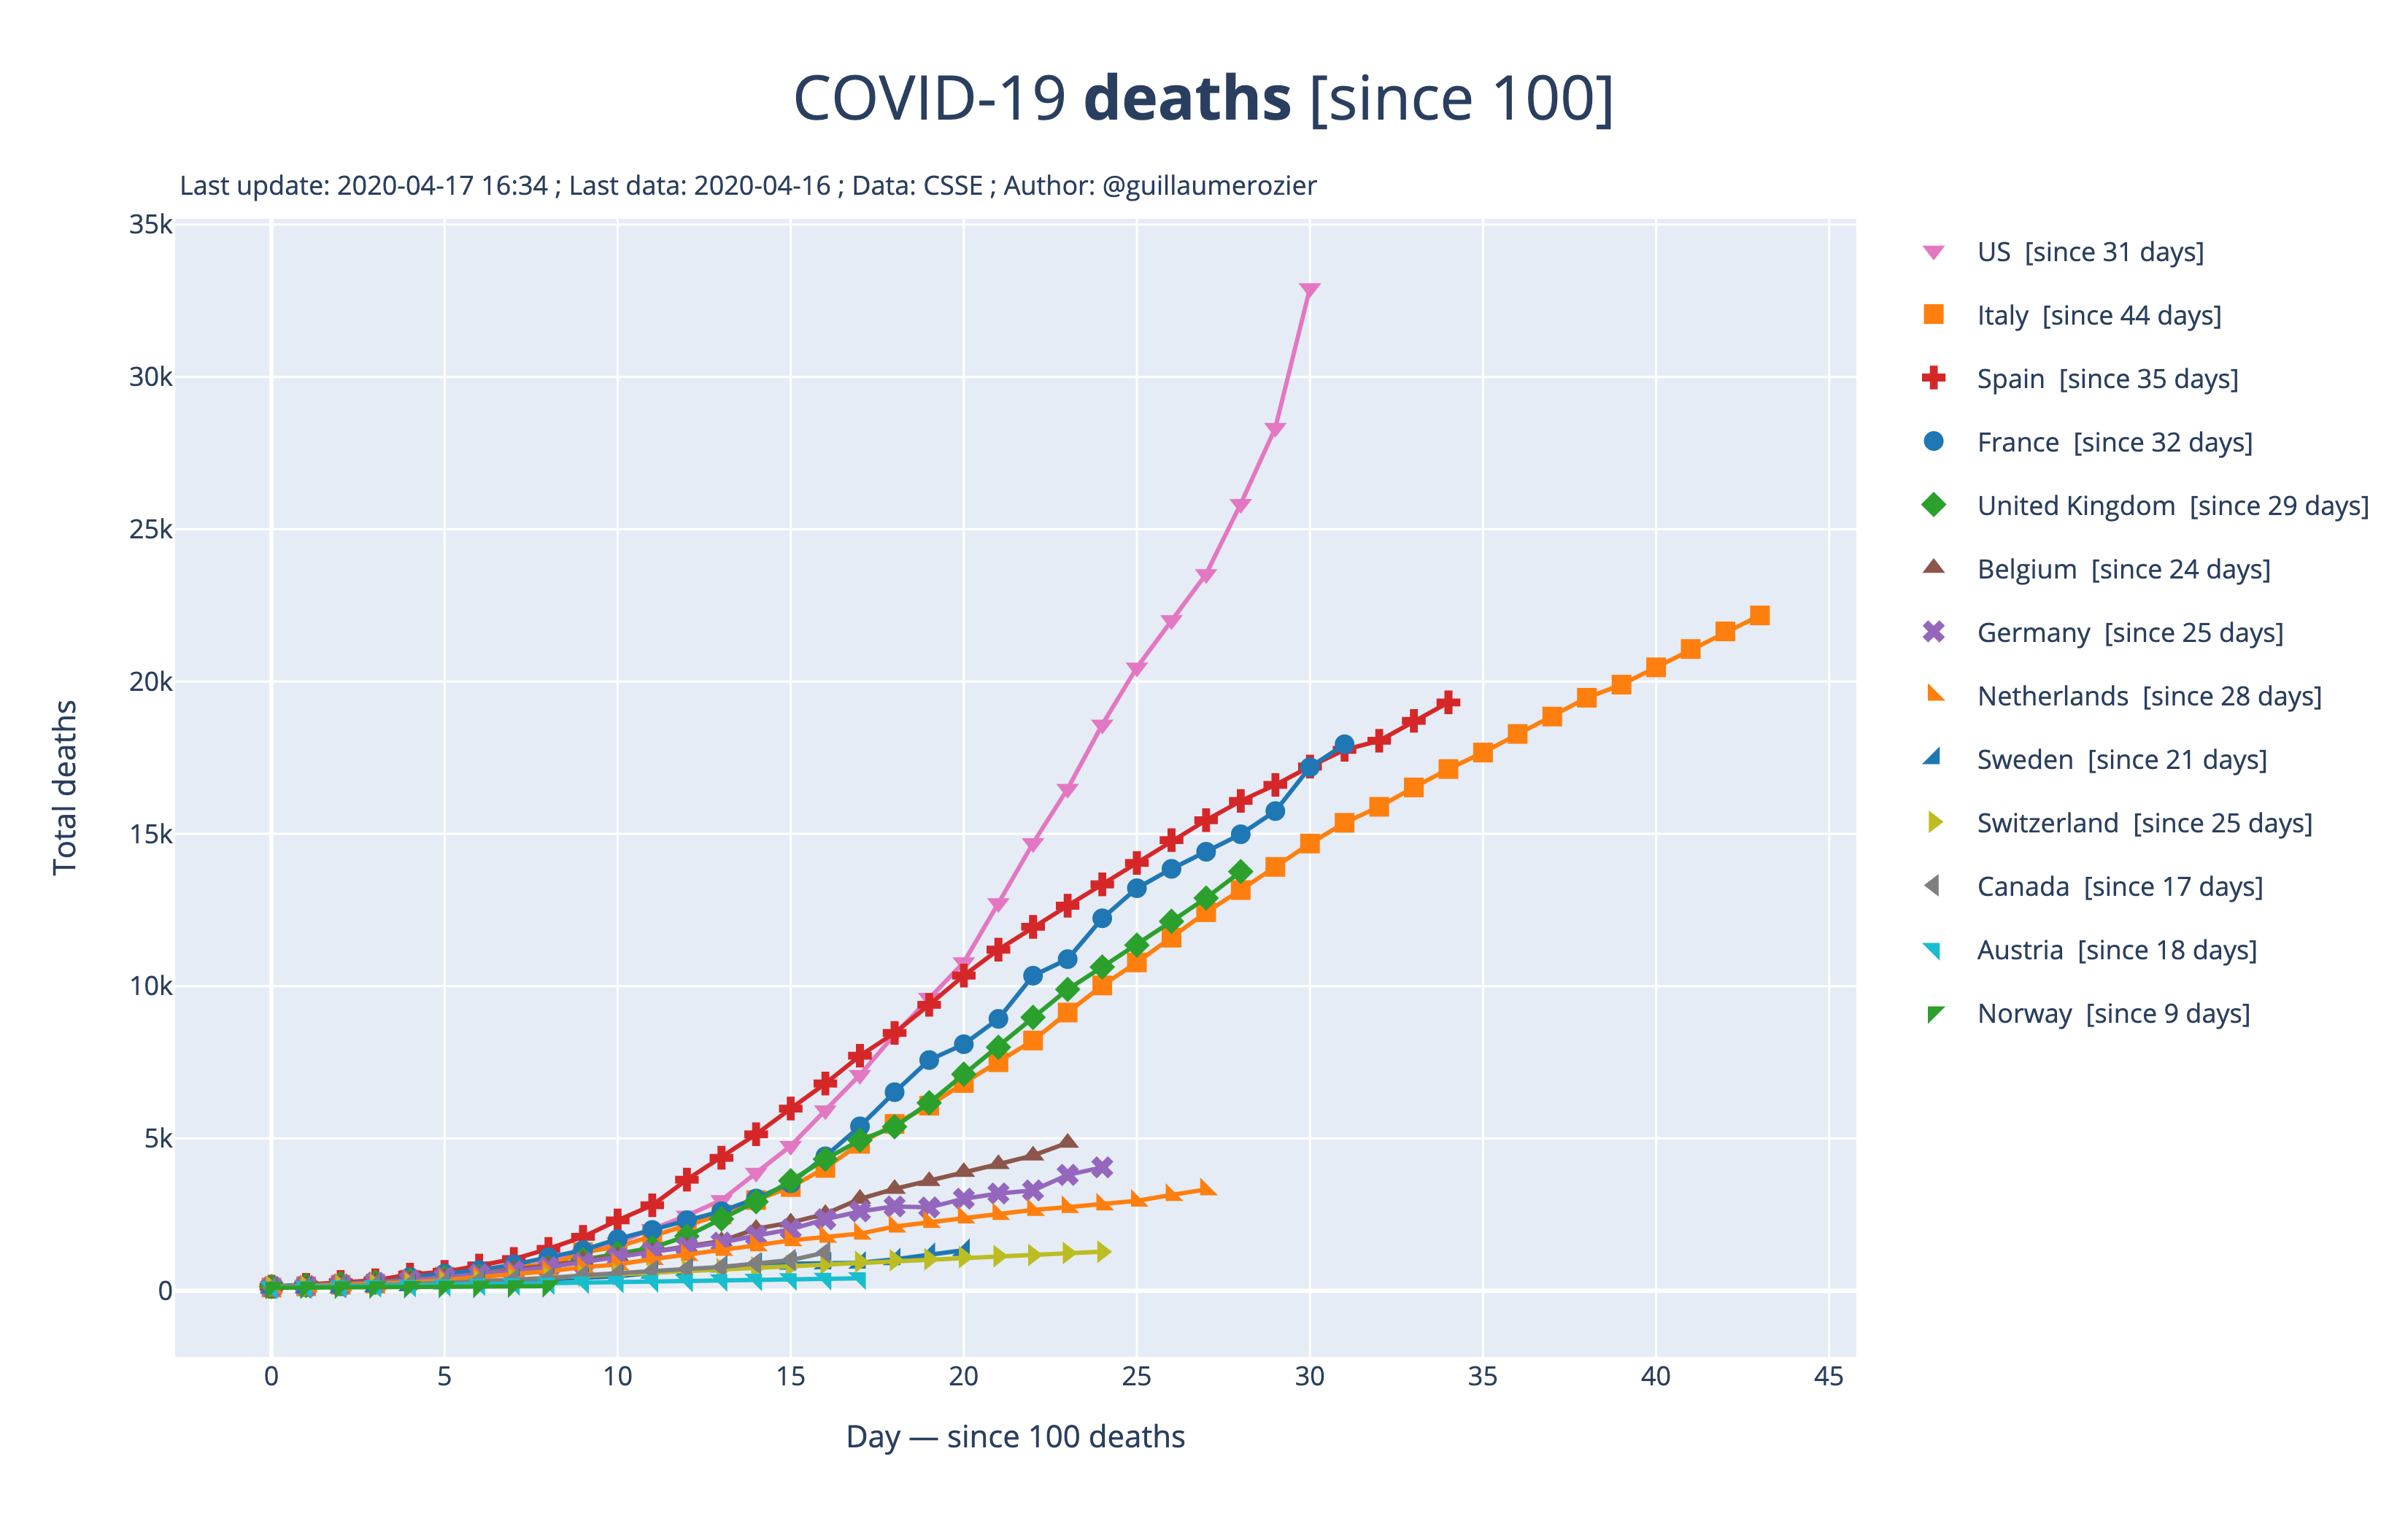 COVID-19 deaths [since 100]
Last update: 2020-04-17 16:34 ; Last data: 2020-04-16 ; Data: CSSE ; Author: @guillaumerozier
35k
30k
25k
20k
15k
10k
5k
0
Total deaths
0 5 10 15 20 25 30 35 40 45
Day — since 100 deaths
US [since 31 days]
Italy [since 44 days]
Spain [since 35 days]
France [since 32 days]
United Kingdom [since 29 days]
Belgium [since 24 days]
Germany [since 25 days]
Netherlands [since 28 days]
Sweden [since 21 days]
Switzerland [since 25 days]
Canada [since 17 days]
Austria [since 18 days]
Norway [since 9 days]